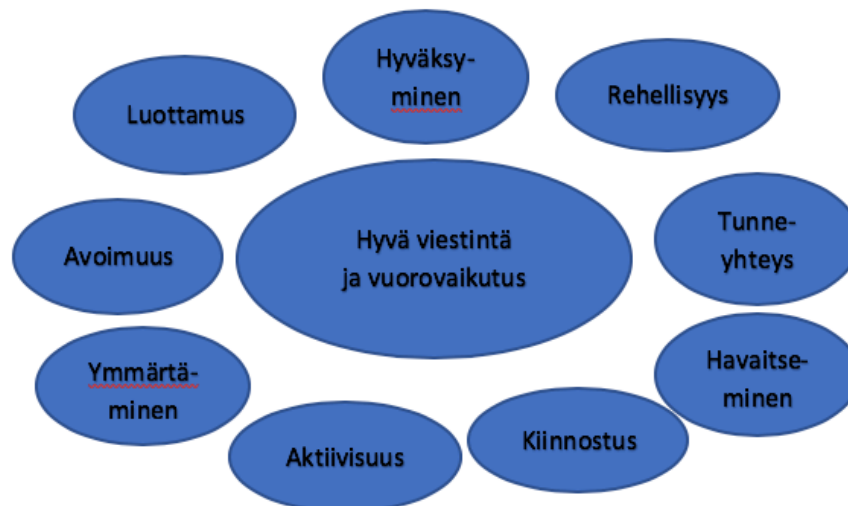 Hyväksy-
minen
Luottamus
Rehellisyys
Hyvä viestintä
ja vuorovaikutus
Avoimuus
Tunne-
yhteys
Ymmärtä-
minen
Havaitse-
minen
Aktiivisuus
Kiinnostus